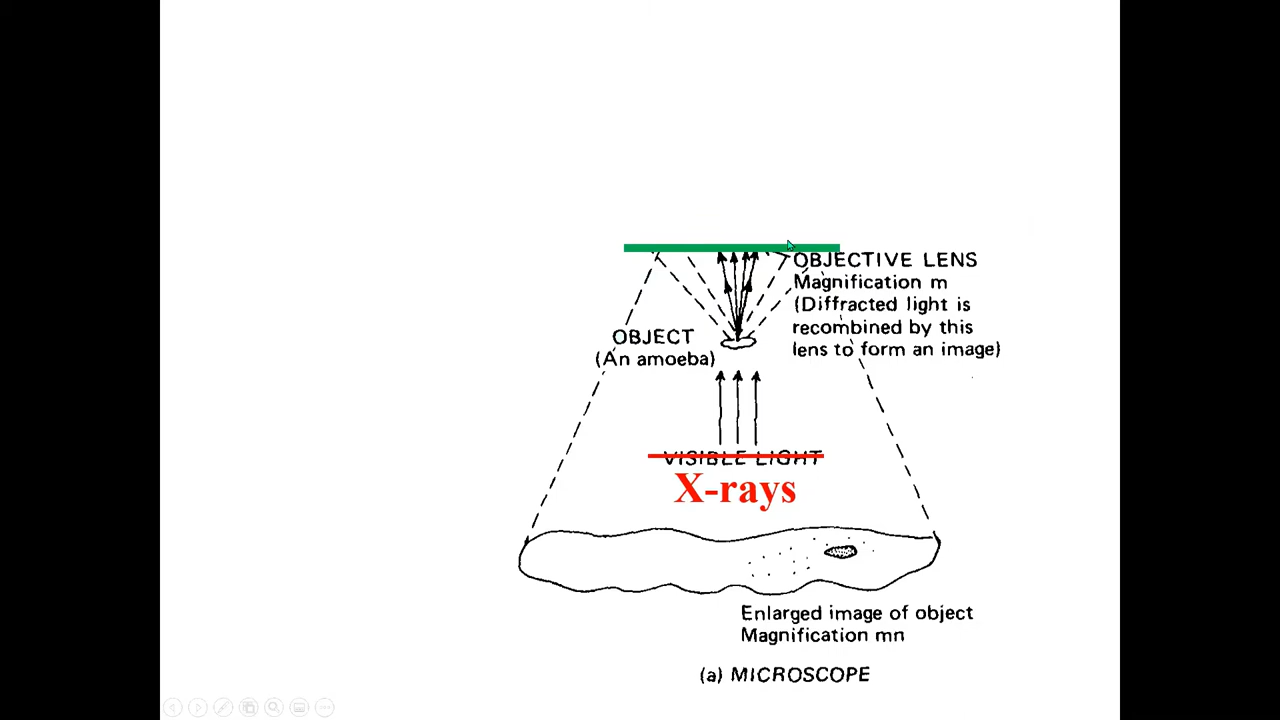 OBJECTIVE LENS
Magnification m
(Diffracted light is
recombined by this
lens to form an image)
OBJECT
(An amoeba)
VISIBLE LIGHT
X-rays
Enlarged image of object
Magnification mn
(a) MICROSCOPE